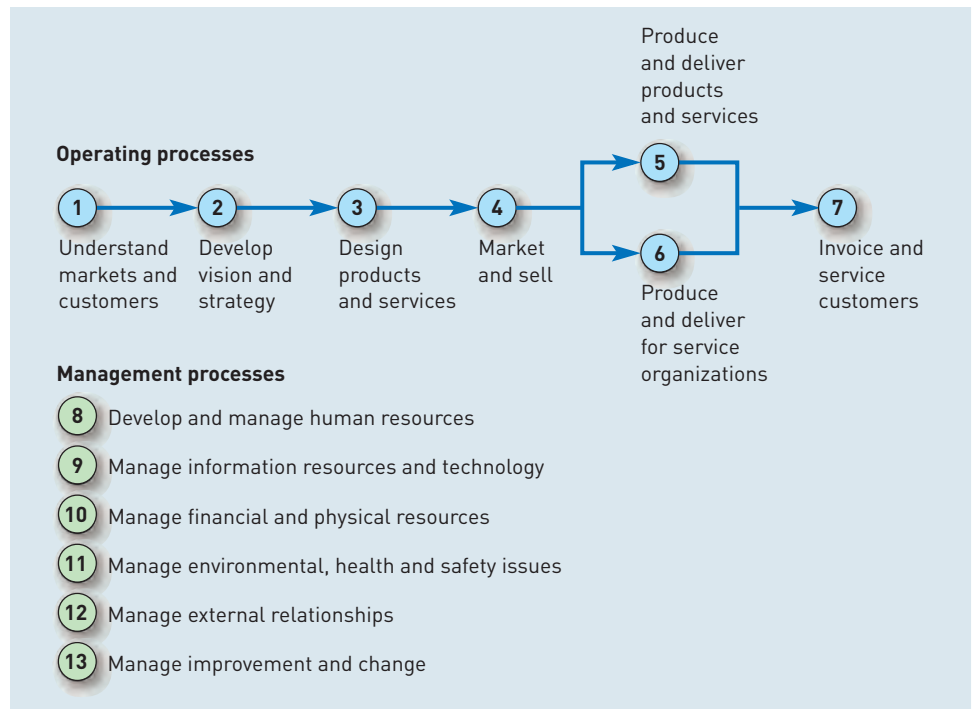 Produce
and deliver
products
and services
Operating processes
5
1
2
3
4
7
6
Understand
markets and
customers
Develop
vision and
strategy
Design
products
and services
Market
and sell
Invoice and
service
customers
Produce
and deliver
for service
organizations
Management processes
8 Develop and manage human resources
9 Manage information resources and technology
10 Manage financial and physical resources
11 Manage environmental, health and safety issues
12 Manage external relationships
13 Manage improvement and change